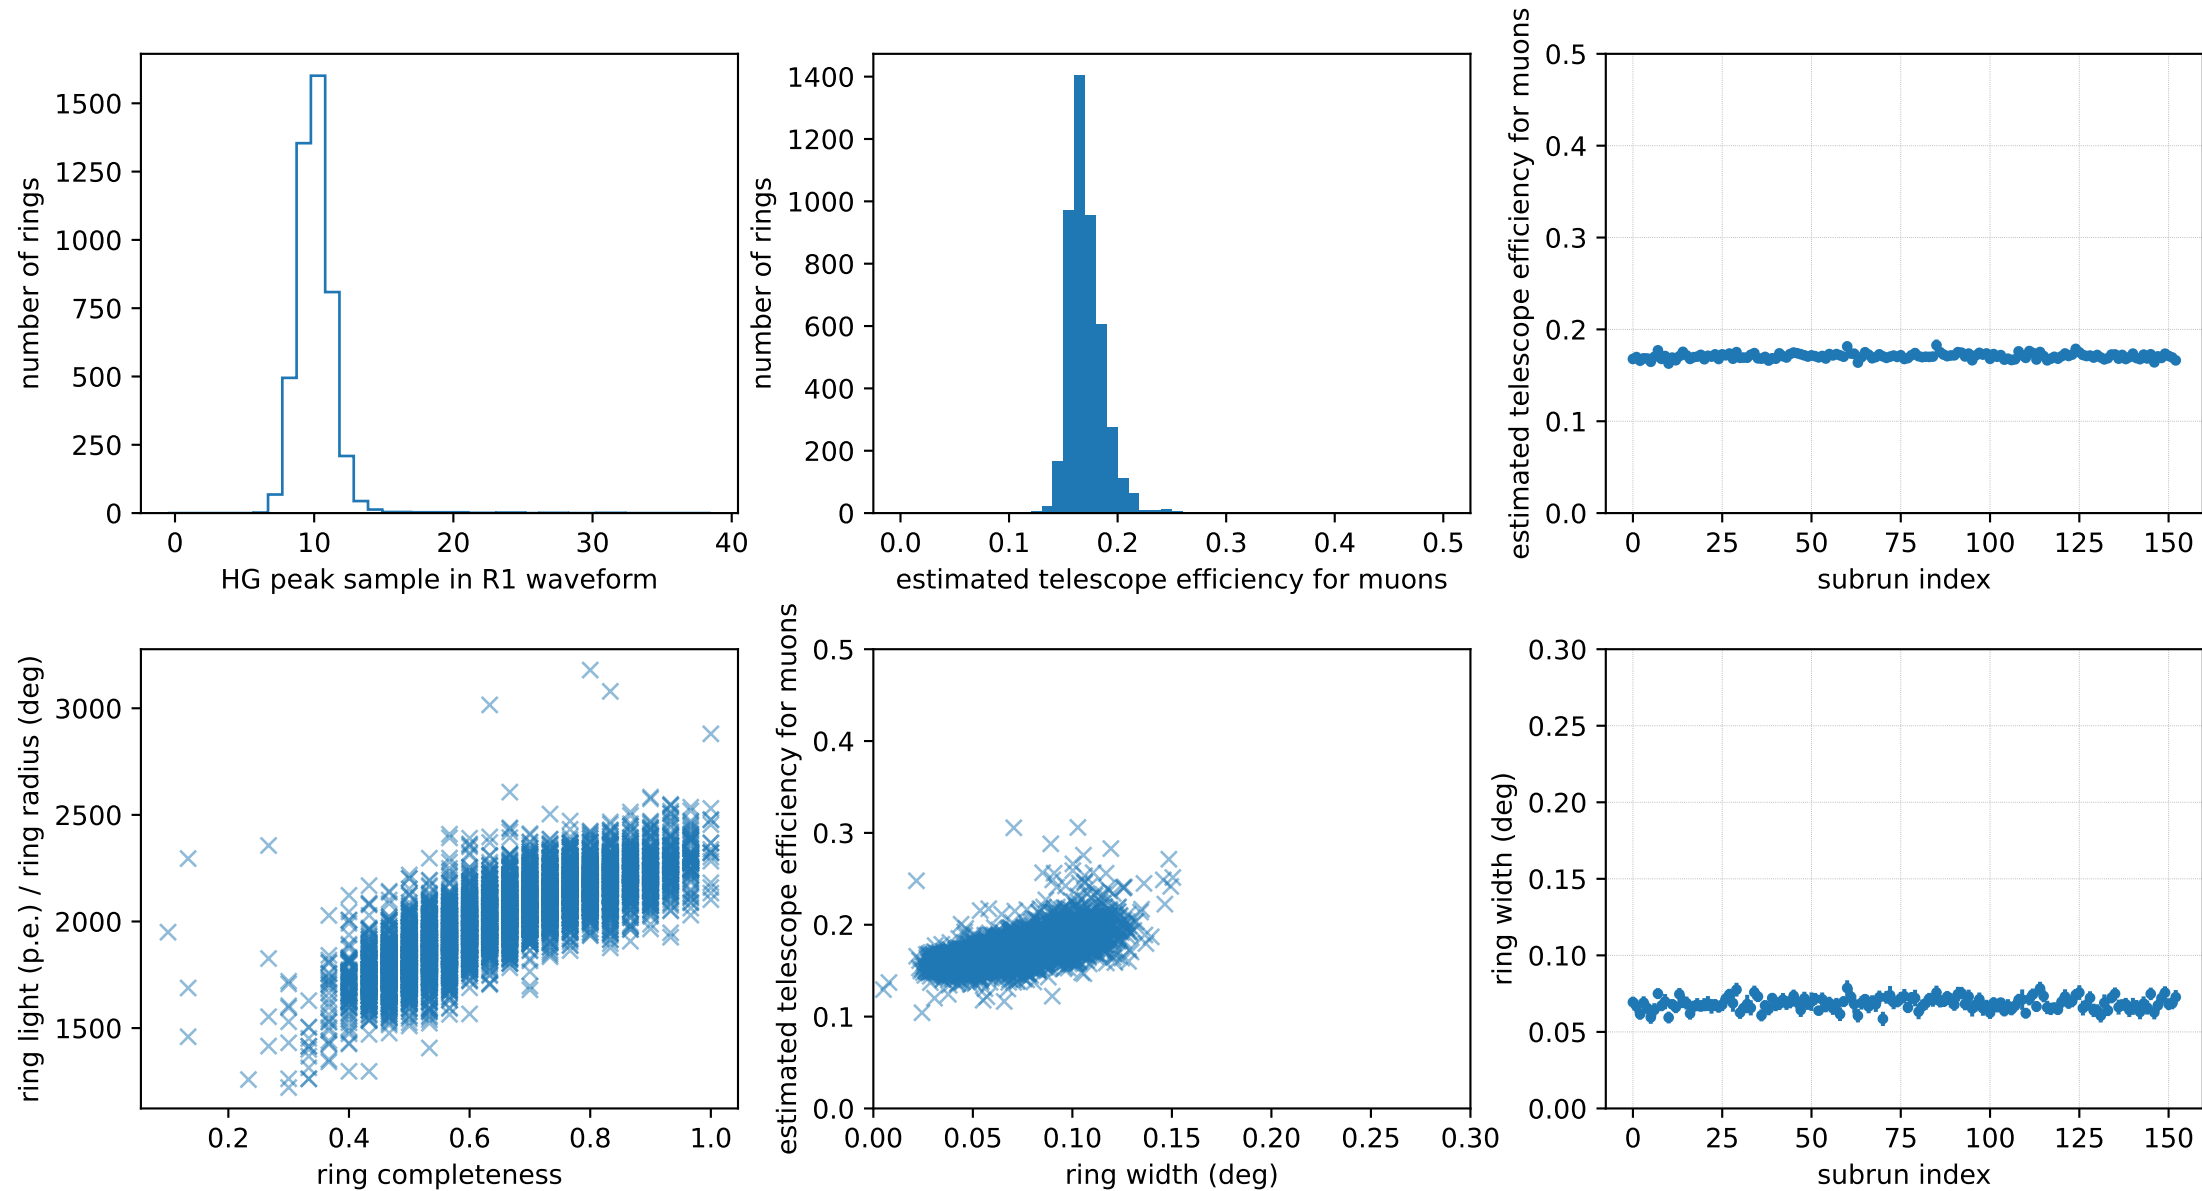 number of rings
1500
1250
1000
750
500
250
0
0 10 20 30 40
HG peak sample in R1 waveform
number of rings
1400
1200
1000
800
600
400
200
0
0.0 0.1 0.2 0.3 0.4 0.5
estimated telescope efficiency for muons
estimated telescope efficiency for muons
0.5
0.4
0.3
0.2
0.1
0.0
0 25 50 75 100 125 150
subrun index
ring light (p.e.) / ring radius (deg)
3000
2500
2000
1500
0.2 0.4 0.6 0.8 1.0
ring completeness
estimated telescope efficiency for muons
0.5
0.4
0.3
0.2
0.1
0.0
0.00 0.05 0.10 0.15 0.20 0.25 0.30
ring width (deg)
ring width (deg)
0.30
0.25
0.20
0.15
0.10
0.05
0.00
0 25 50 75 100 125 150
subrun index